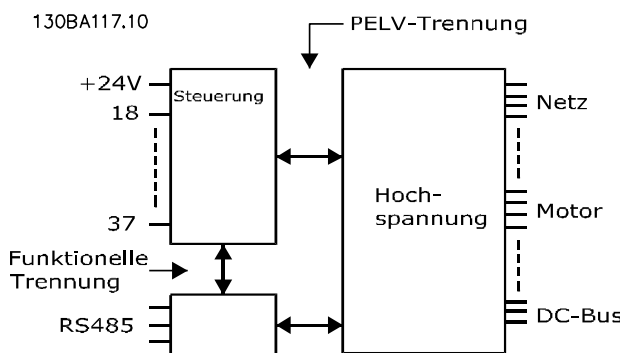 130BA117.10
PELV-Trennung
+24V
Steuerung
18
37
Hoch-
spannung
Netz
Motor
DC-Bus
Funktionelle
Trennung
RS485